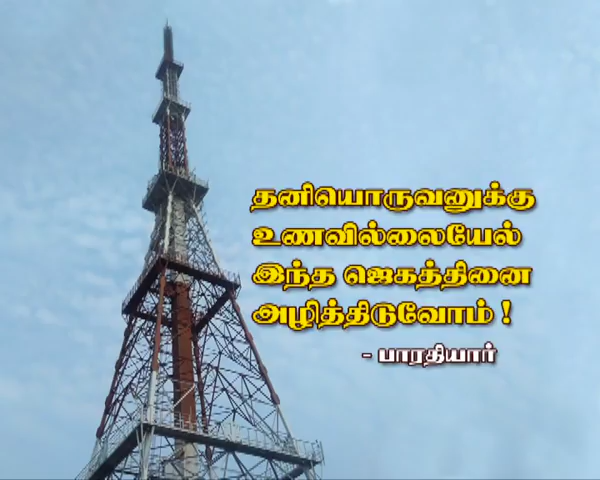 தனியொருவனுக்கு
உணவில்லையேல்
இந்த ஜெகத்தினை
அழித்திடுவோம் !
- பாரதியார்